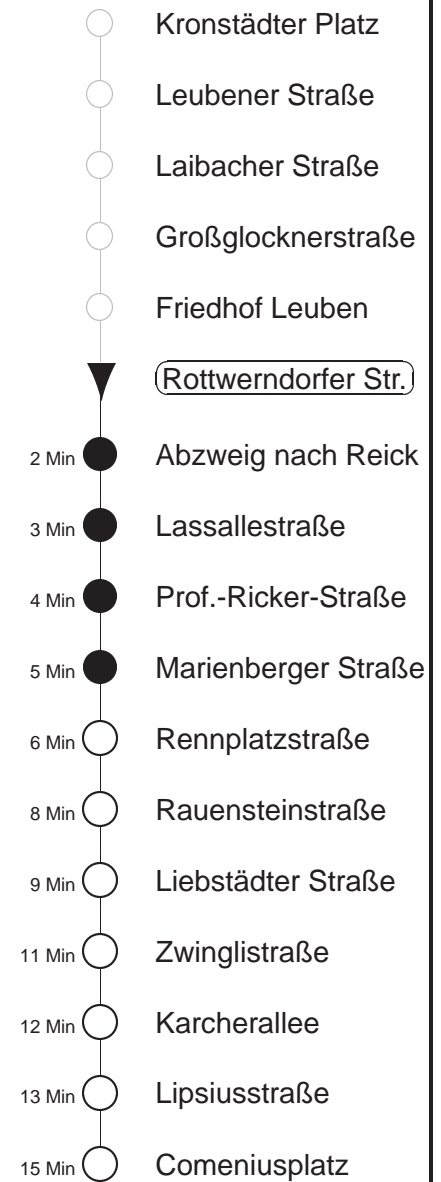 Kronstädter Platz
Leubener Straße
Laibacher Straße
Großglocknerstraße
Friedhof Leuben
Rottwerndorfer Str.
2 Min Abzweig nach Reick
3 Min Lassallestraße
4 Min Prof.-Ricker-Straße
5 Min Marienberger Straße
6 Min Rennplatzstraße
8 Min Rauensteinstraße
9 Min Liebstädter Straße
11 Min Zwinglistraße
12 Min Karcherallee
13 Min Lipsiusstraße
15 Min Comeniusplatz